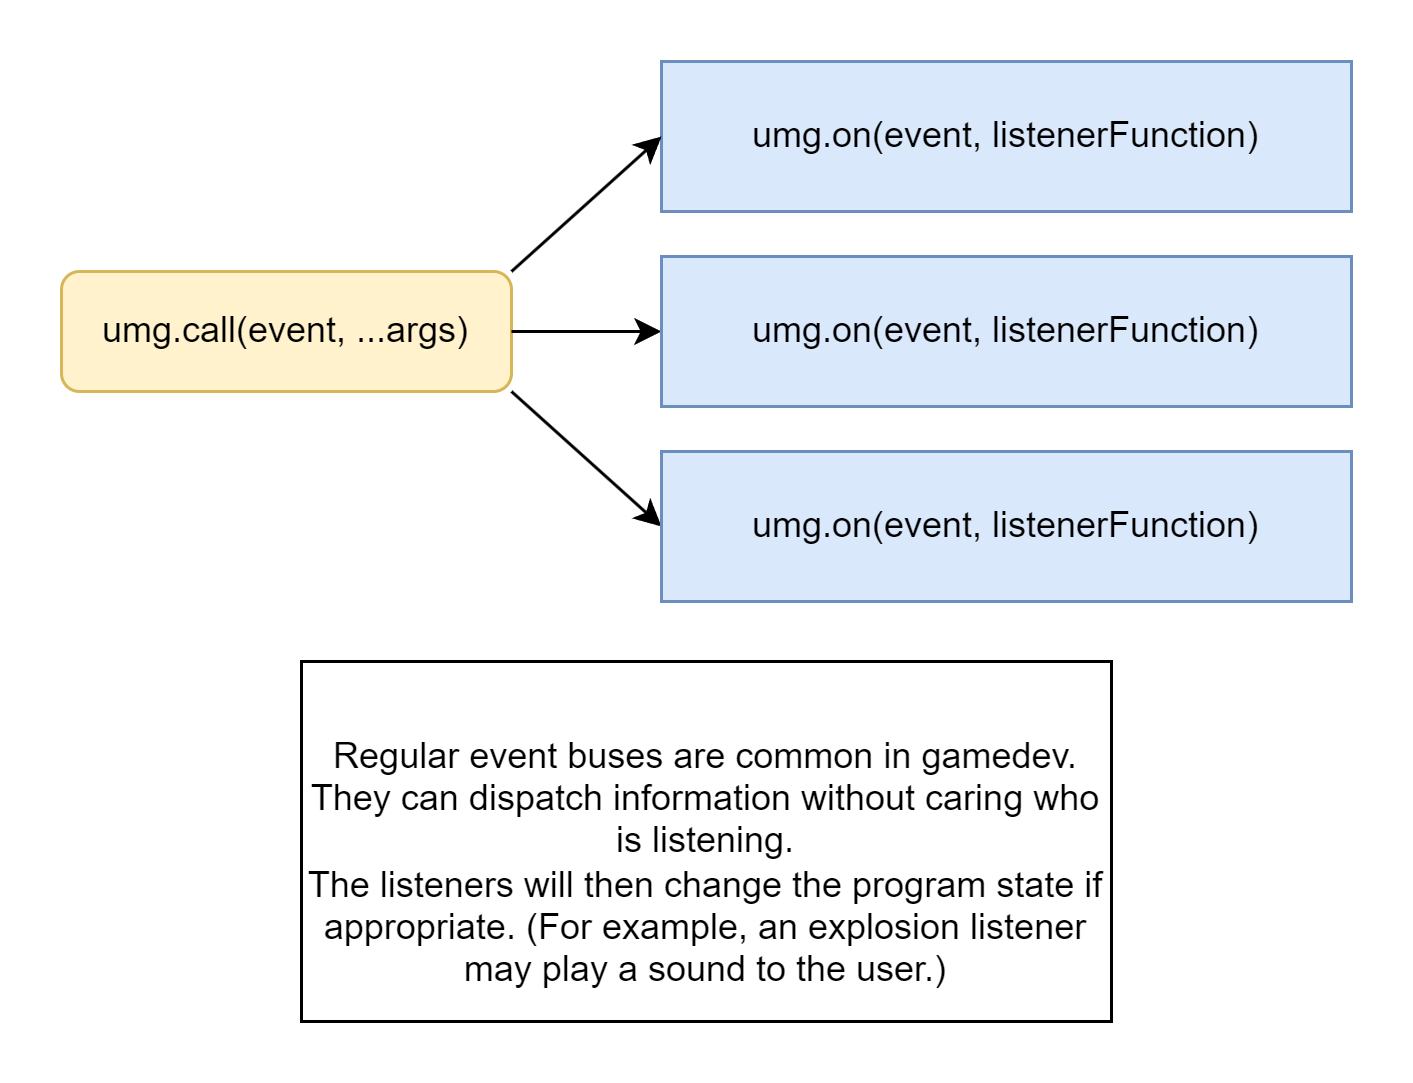 umg.on(event, listenerFunction)
umg.call(event, ...args)
umg.on(event, listenerFunction)
umg.on(event, listenerFunction)
Regular event buses are common in gamedev.
They can dispatch information without caring who
is listening.
The listeners will then change the program state if
appropriate. (For example, an explosion listener
may play a sound to the user.)